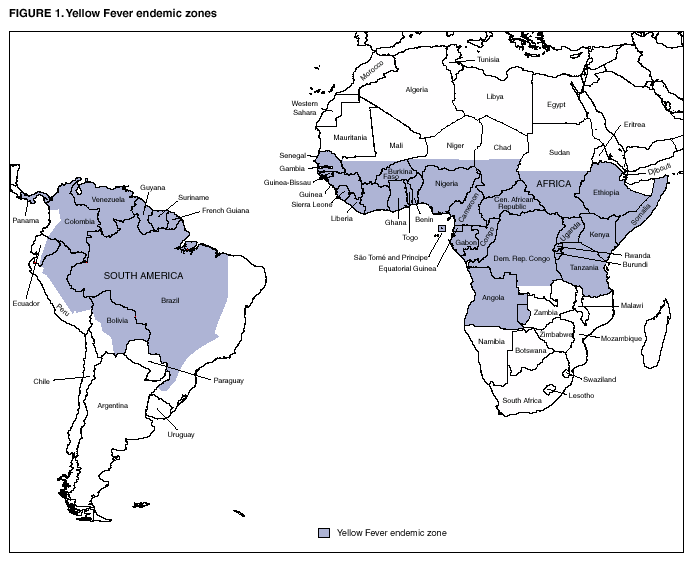 FIGURE 1. Yellow Fever endemic zones
Morocco
Tunisia
Algeria
Libya
Egypt
Western
Sahara
Mauritania
Mali
Niger
Chad
Sudan
Eritrea
Djibouti
Senegal
Gambia
Guinea-Bissau
Guinea
Sierra Leone
Liberia
Burkina
Faso
Ghana
Togo
Benin
Nigeria
Cameroon
Cen. African
Republic
AFRICA
Ethiopia
Somalia
São Tomé and Principe
Equatorial Guinea
Gabon
Congo
Dem. Rep. Congo
Uganda
Kenya
Rwanda
Burundi
Tanzania
Angola
Zambia
Malawi
Mozambique
Zimbabwe
Namibia
Botswana
Swaziland
Lesotho
South Africa
Panama
Venezuela
Guyana
Suriname
French Guiana
Colombia
Ecuador
Peru
SOUTH AMERICA
Brazil
Bolivia
Chile
Paraguay
Argentina
Uruguay
Yellow Fever endemic zone